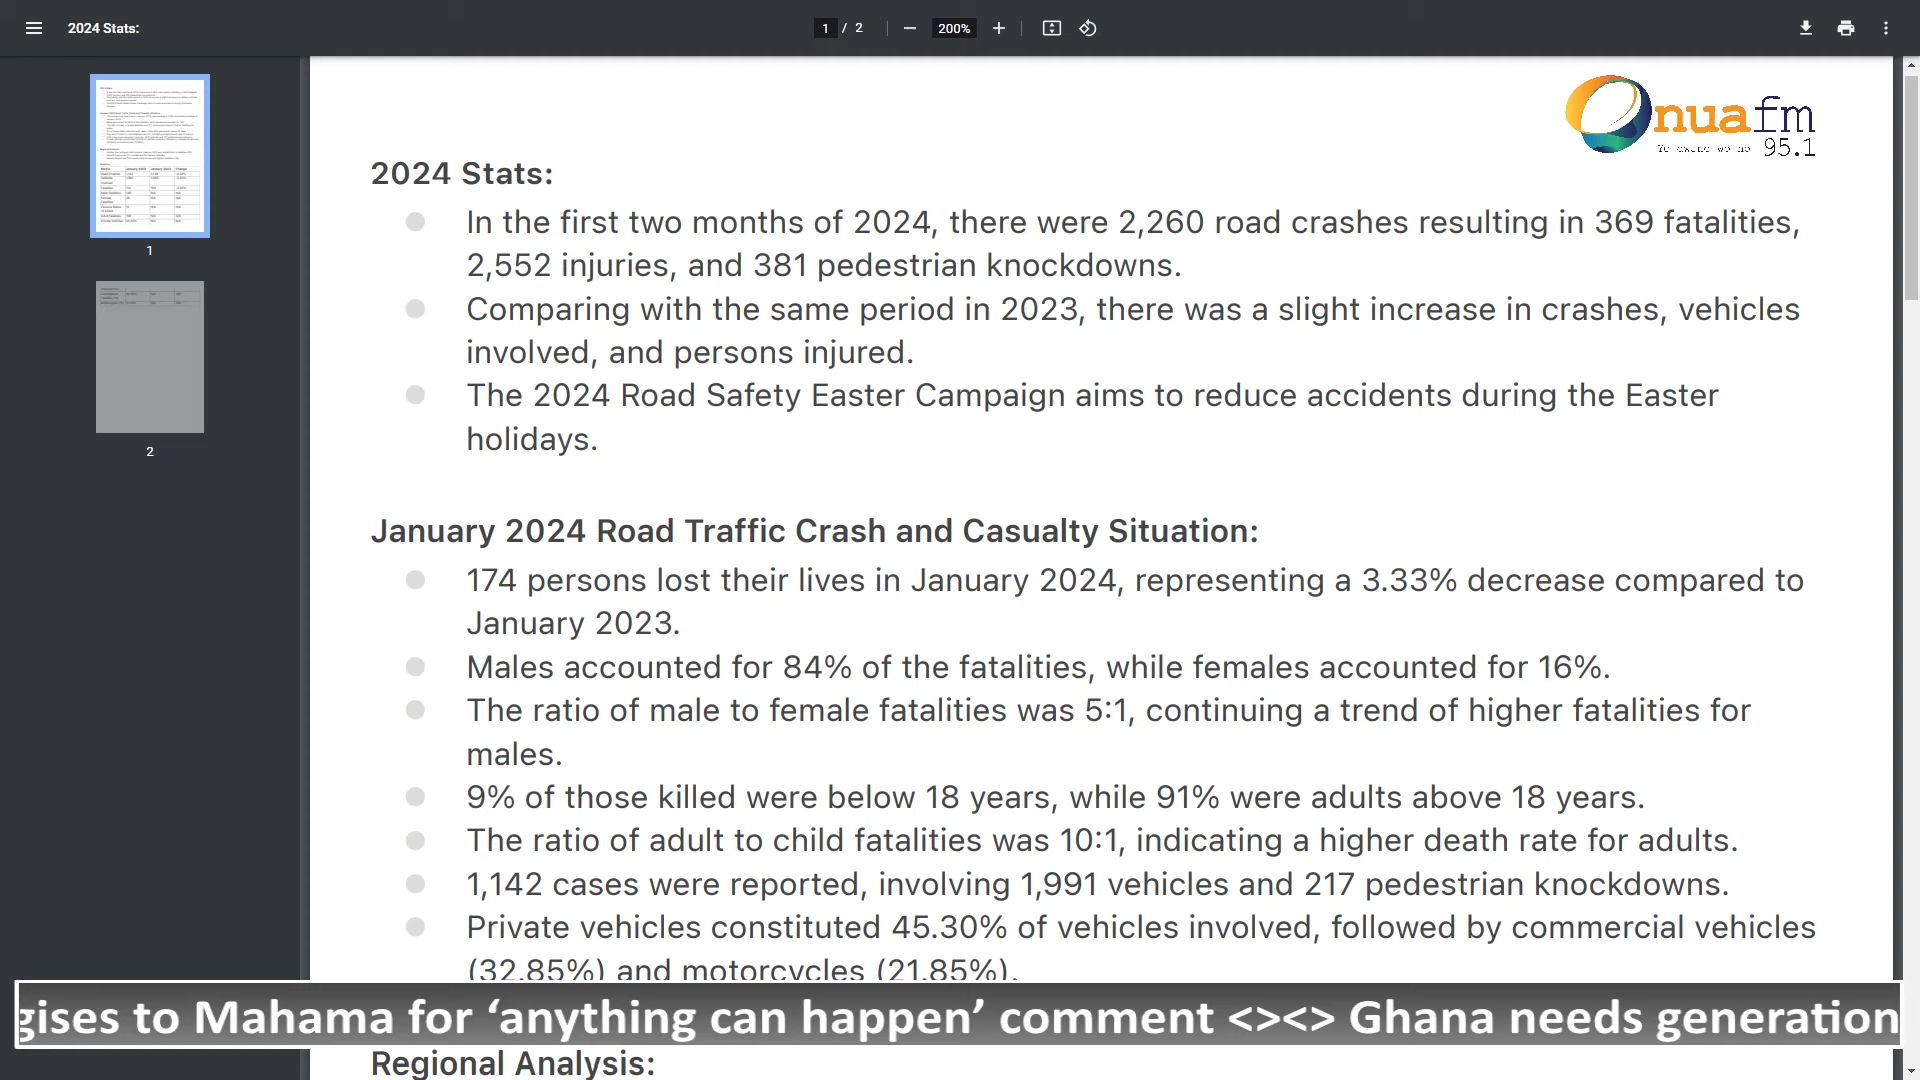 2024 Stats:
1 / 2
200%
1
2
nuafm
95.1
2024 Stats:
In the first two months of 2024, there were 2,260 road crashes resulting in 369 fatalities,
2,552 injuries, and 381 pedestrian knockdowns.
Comparing with the same period in 2023, there was a slight increase in crashes, vehicles
involved, and persons injured.
The 2024 Road Safety Easter Campaign aims to reduce accidents during the Easter
holidays.
January 2024 Road Traffic Crash and Casualty Situation:
174 persons lost their lives in January 2024, representing a 3.33% decrease compared to
January 2023.
Males accounted for 84% of the fatalities, while females accounted for 16%.
The ratio of male to female fatalities was 5:1, continuing a trend of higher fatalities for
males.
9% of those killed were below 18 years, while 91% were adults above 18 years.
The ratio of adult to child fatalities was 10:1, indicating a higher death rate for adults.
1,142 cases were reported, involving 1,991 vehicles and 217 pedestrian knockdowns.
Private vehicles constituted 45.30% of vehicles involved, followed by commercial vehicles
(32.85%) and motorcycles (21.85%).
gises to Mahama for ‘anything can happen’ comment <><> Ghana needs generation
Regional Analysis: